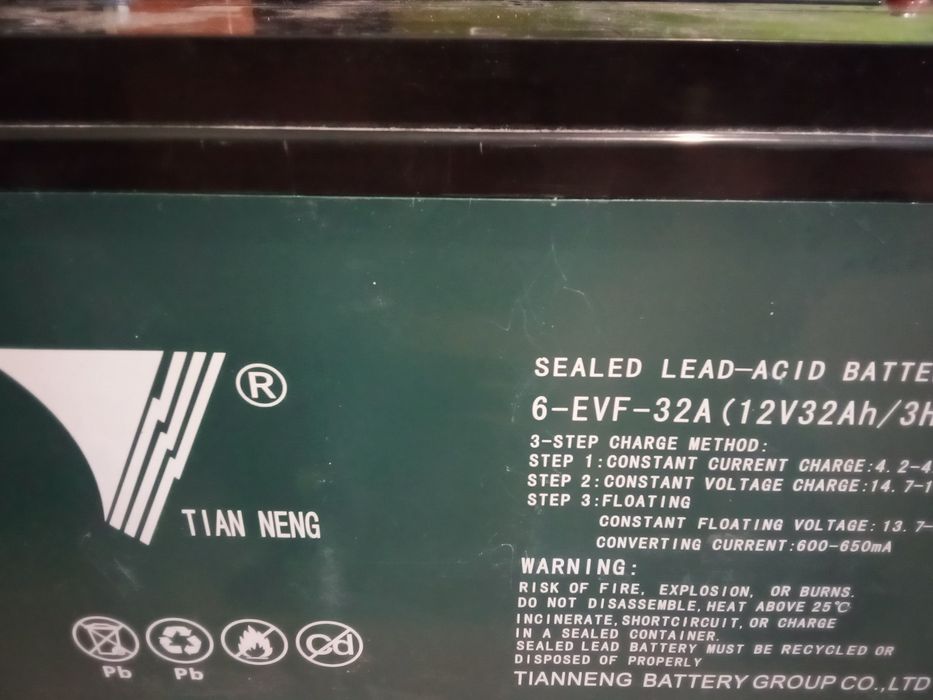 ®
TIAN NENG
Pb
Pb
Cd
SEALED LEAD-ACID BATTE
6-EVF-32A(12V32Ah/3H
3-STEP CHARGE METHOD:
STEP 1:CONSTANT CURRENT CHARGE:4.2-4
STEP 2:CONSTANT VOLTAGE CHARGE:14.7-1
STEP 3:FLOATING
CONSTANT FLOATING VOLTAGE:13.7-
CONVERTING CURRENT:600-650mA
WARNING:
RISK OF FIRE, EXPLOSION, OR BURNS.
DO NOT DISASSEMBLE,HEAT ABOVE 25℃
INCINERATE,SHORTCIRCUIT,OR CHARGE
IN A SEALED CONTAINER.
SEALED LEAD BATTERY MUST BE RECYCLED OR
DISPOSED OF PROPERLY
TIANNENG BATTERY GROUP CO.,LTD